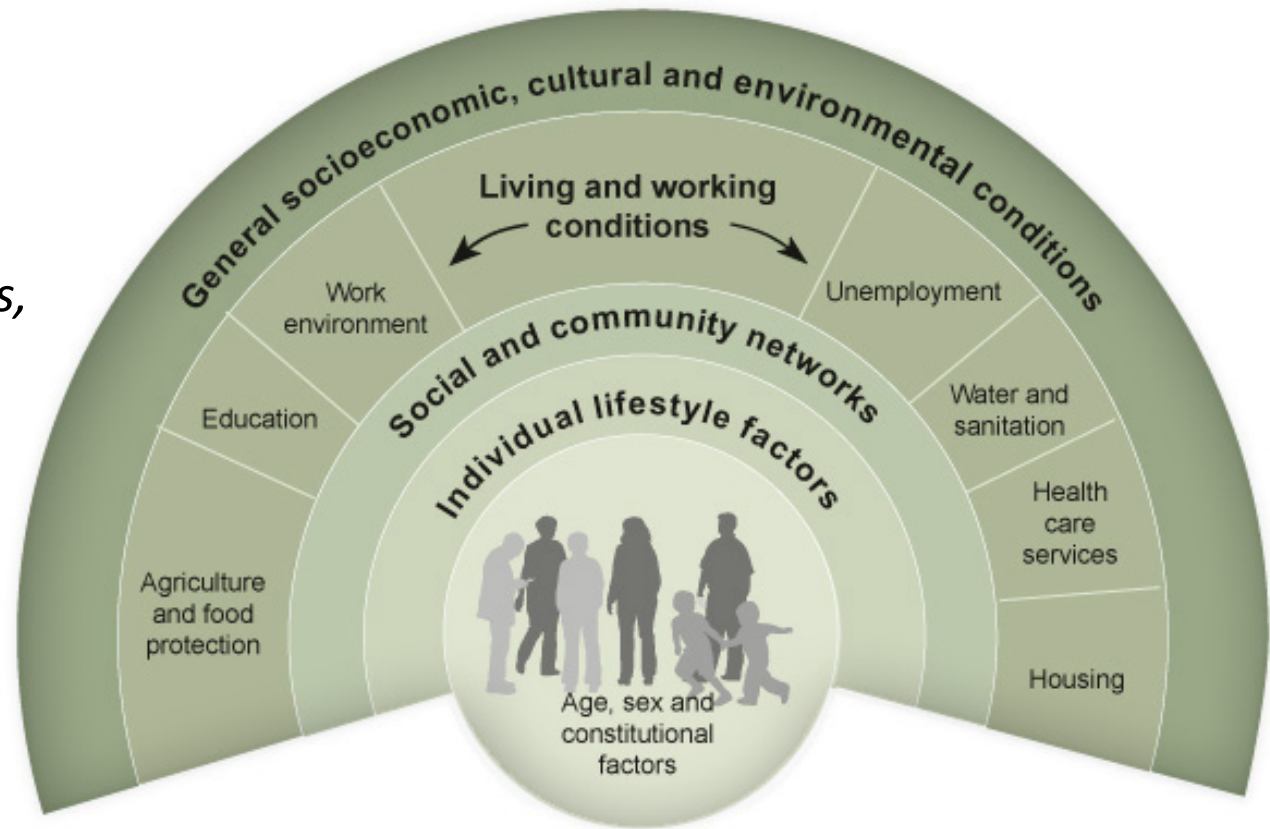 General socioeconomic, cultural and environmental conditions
Living and working
conditions
Work
environment
Unemployment
s,
Social and community networks
Education
Water and
sanitation
Individual lifestyle factors
Health
care
services
Agriculture
and food
protection
Housing
Age, sex and
constitutional
factors